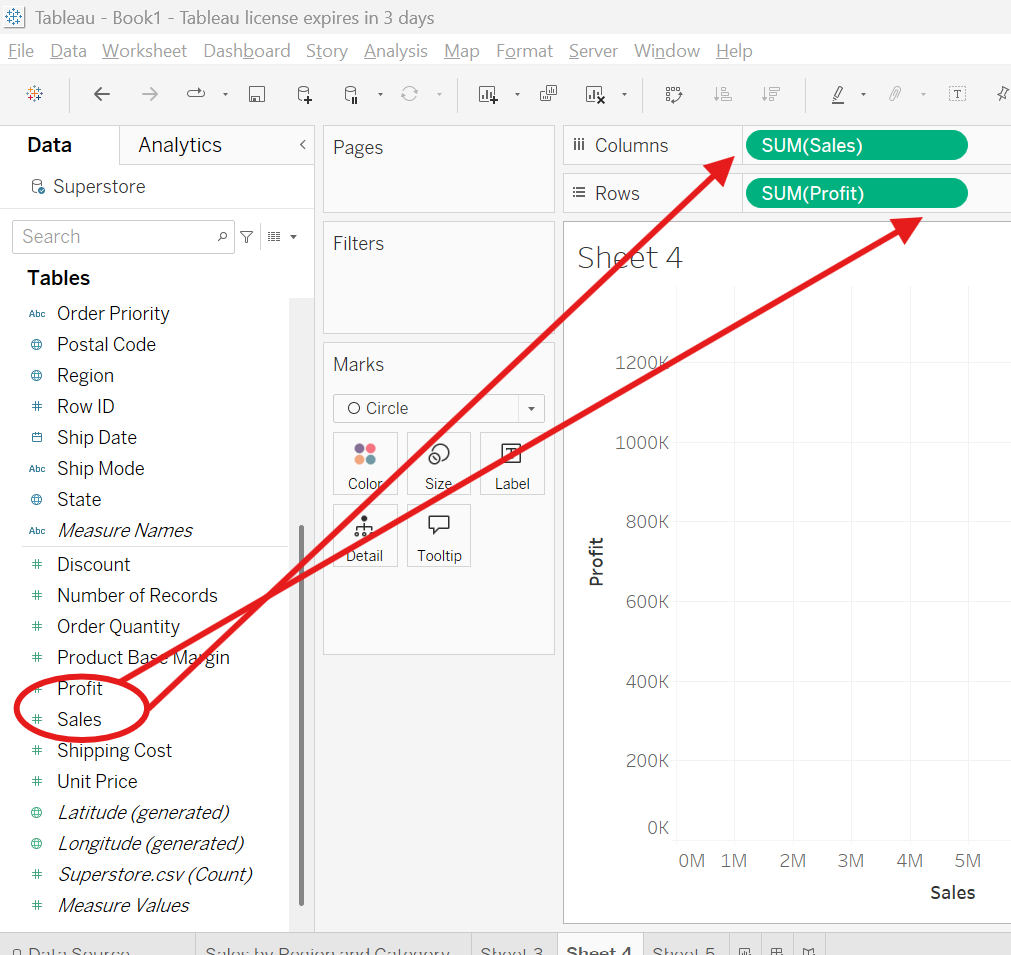 Tableau - Book1 - Tableau license expires in 3 days
File Data Worksheet Dashboard Story Analysis Map Format Server Window Help
Data
Analytics
Superstore
Search
Tables
Abc Order Priority
Postal Code
Region
# Row ID
Ship Date
Abc Ship Mode
State
Abc Measure Names
# Discount
# Number of Records
# Order Quantity
# Product Base Margin
# Profit
# Sales
# Shipping Cost
# Unit Price
Latitude (generated)
Longitude (generated)
# Superstore.csv (Count)
# Measure Values
Pages
Filters
Marks
Circle
Color Size Label
Detail Tooltip
Columns SUM(Sales)
Rows SUM(Profit)
Sheet 4
1200K
1000K
800K
600K
400K
200K
0K
Profit
0M 1M 2M 3M 4M 5M
Sales
Data Source Sales by Region and Category Sheet 3 Sheet 4 Sheet 5